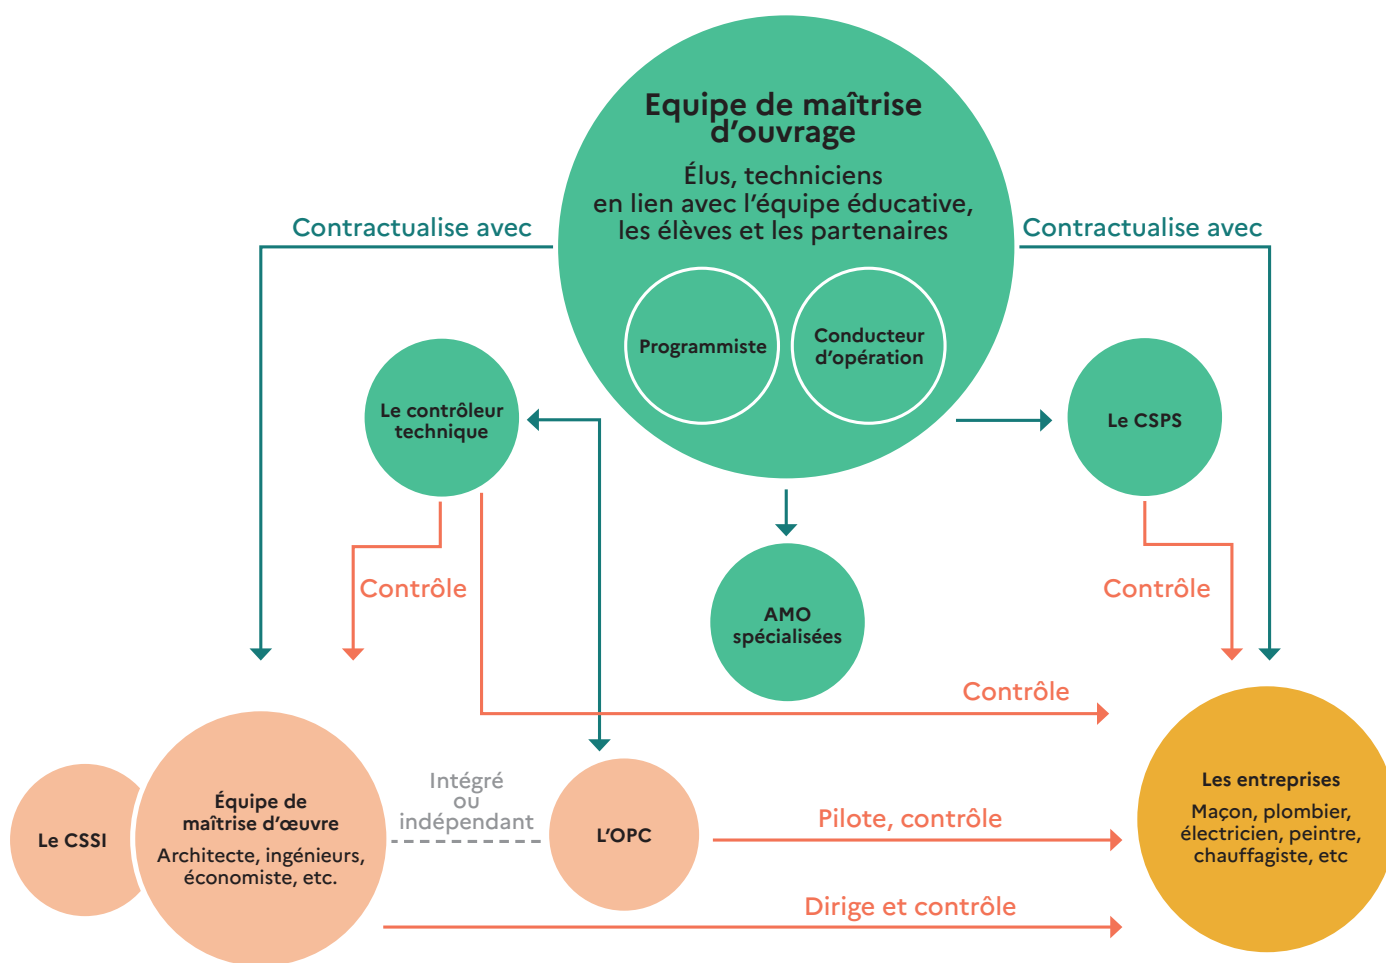 Equipe de maîtrise
d'ouvrage
Élus, techniciens
en lien avec l'équipe éducative,
les élèves et les partenaires
Contractualise avec
Contractualise avec
Programmiste
Conducteur
d'opération
Le contrôleur
technique
Le CSPS
Contrôle
AMO
spécialisées
Contrôle
Contrôle
Le CSSI
Équipe de
maîtrise d'œuvre
Architecte, ingénieurs,
économiste, etc.
Intégré
ou
indépendant
L'OPC
Pilote, contrôle
Dirige et contrôle
Les entreprises
Maçon, plombier,
électricien, peintre,
chauffagiste, etc